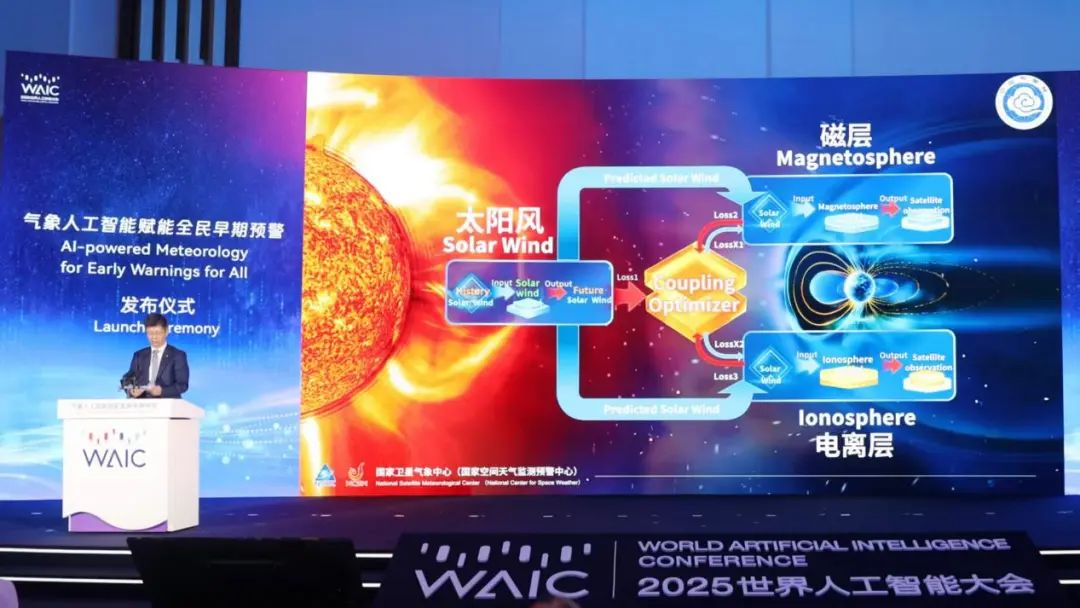 WAIC
气象人工智能赋能全民早期预警
AI-powered Meteorology
for Early Warnings for All
发布仪式
Launch Ceremony
太阳风
Solar Wind
History
Solar Wind
Input
Solar
wind
Output
Future
Solar Wind
Loss1
Coupling
Optimizer
Predicted Solar Wind
Loss2
LossX1
磁层
Magnetosphere
Solar
Wind
Input
Magnetosphere
Output
Satellite
observation
LossX2
Loss3
Solar
Wind
Input
Ionosphere
Output
Satellite
observation
Predicted Solar Wind
Ionosphere
电离层
国家卫星气象中心（国家空间天气监测预警中心）
National Satellite Meteorological Center （National Center for Space Weather）
WAIC
WAIC
WORLD ARTIFICIAL INTELLIGENCE
CONFERENCE
2025世界人工智能大会